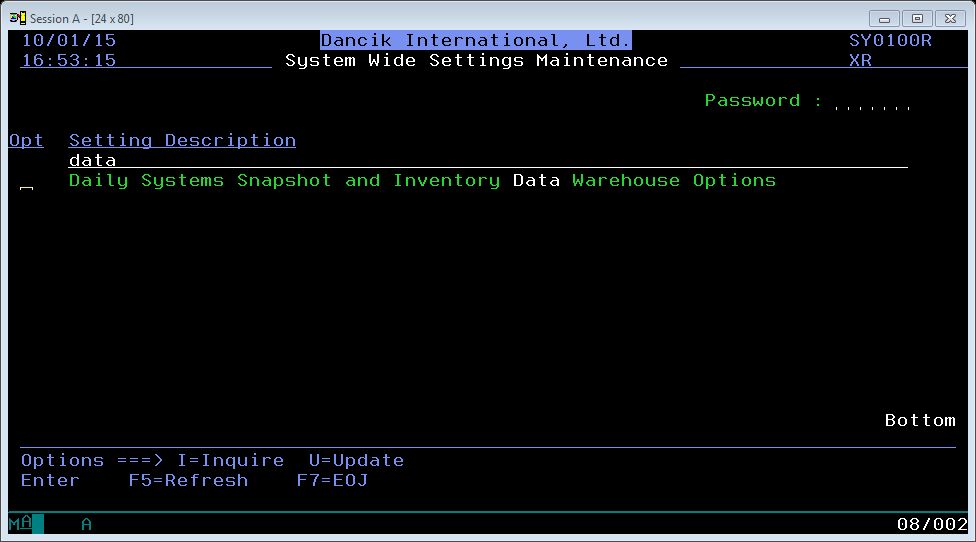 Session A - [24 x 80]
10/01/15 Dancik International, Ltd. SY0100R
16:53:15 System Wide Settings Maintenance XR
Password : .......
Opt Setting Description
data
Daily Systems Snapshot and Inventory Data Warehouse Options
Bottom
Options ===> I=Inquire U=Update
Enter F5=Refresh F7=EOJ
MA A 08/002